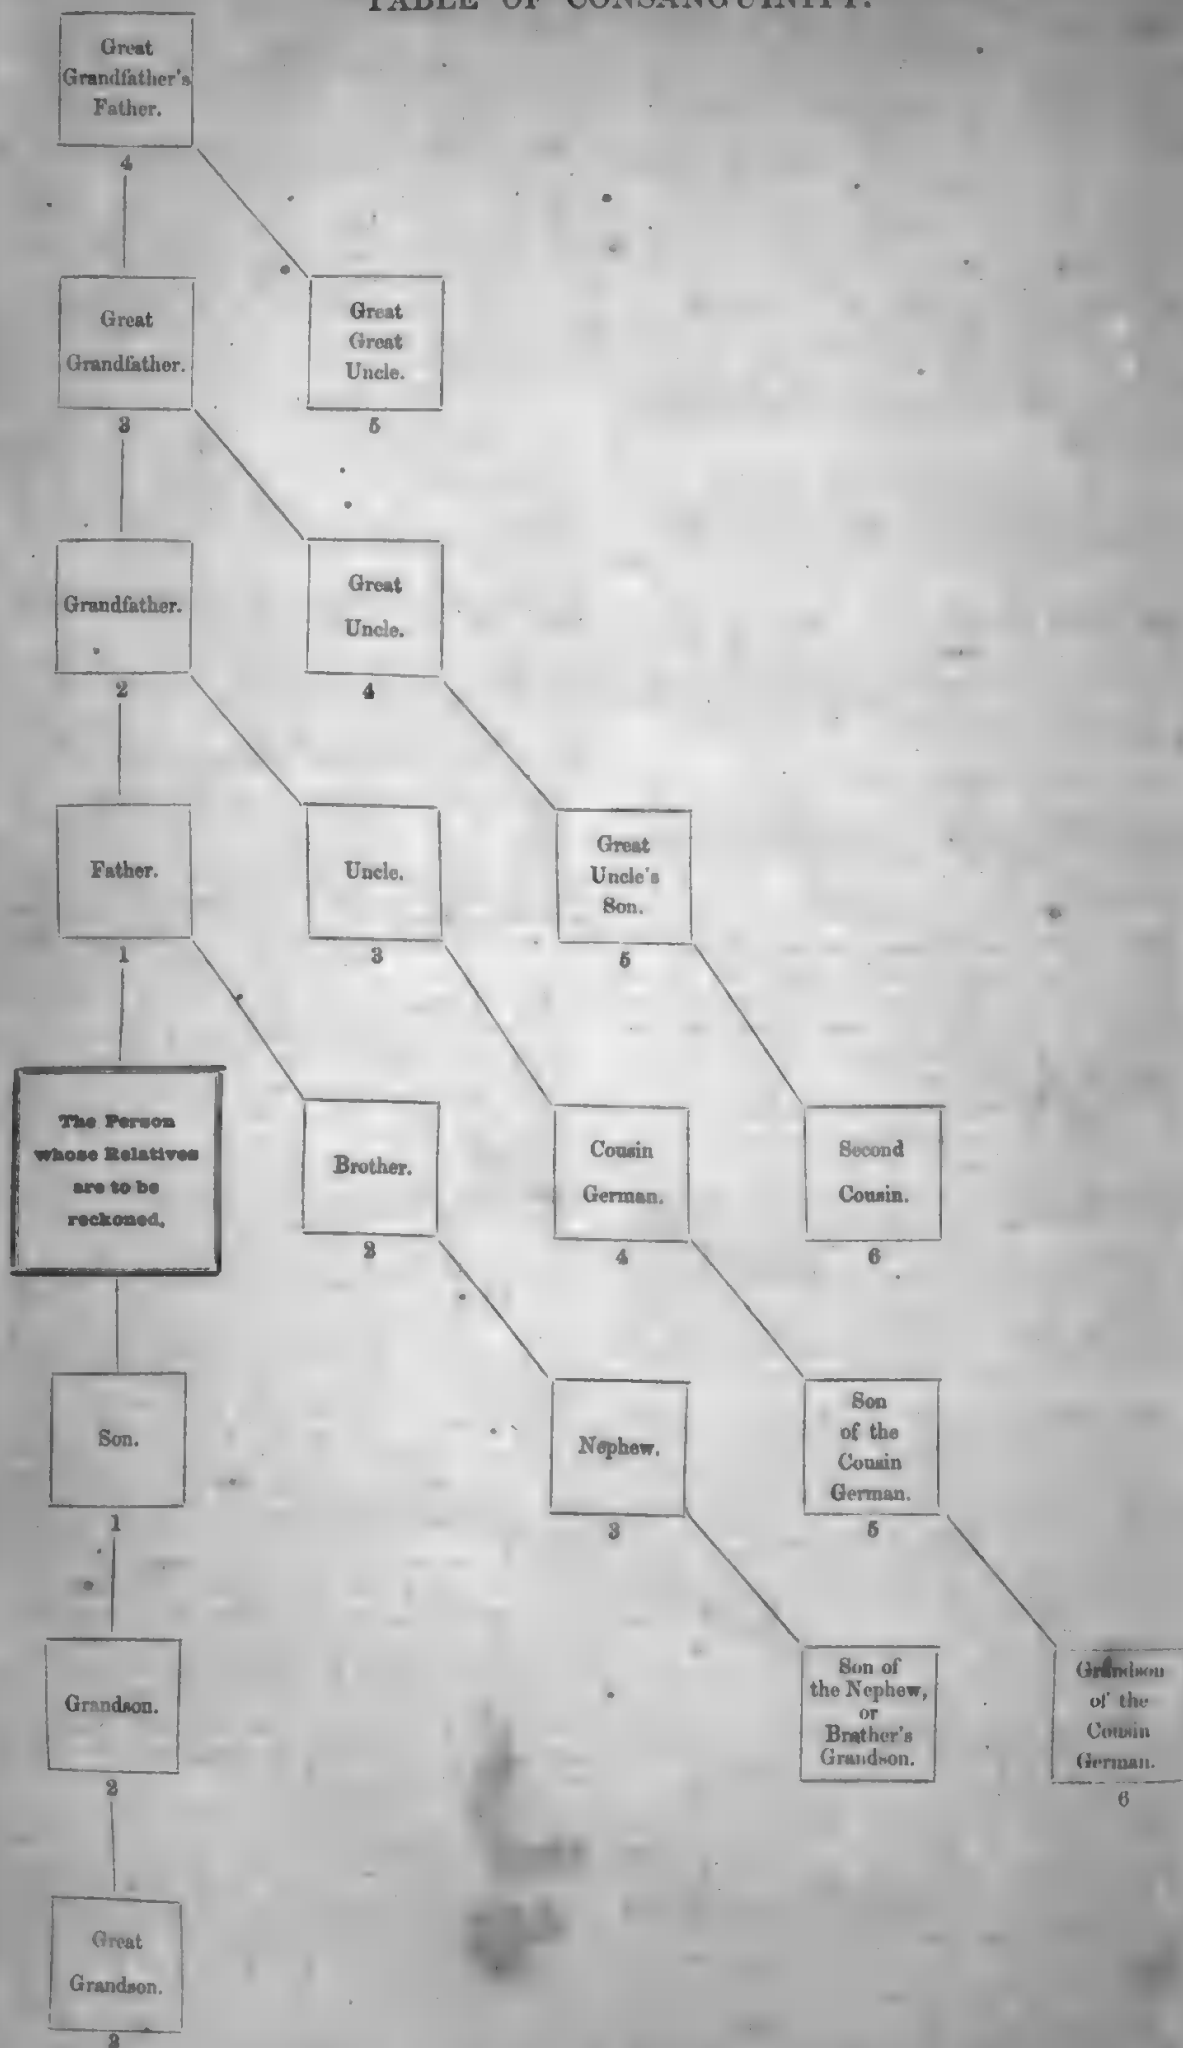 TABLE OF CONSANGUINITY.
Great
Grandfather's
Father.
4
Great
Grandfather.
3
Great
Great
Uncle.
5
Grandfather.
2
Great
Uncle.
4
Father.
1
Uncle.
3
Great
Uncle's
Son.
5
The Person
whose Relatives
are to be
reckoned.
Brother.
2
Cousin
German.
4
Second
Cousin.
6
Son.
1
Nephew.
3
Son
of the
Cousin
German.
5
Grandson.
2
Son of
the Nephew,
or
Brother's
Grandson.
Grandson
of the
Cousin
German.
6
Great
Grandson.
3